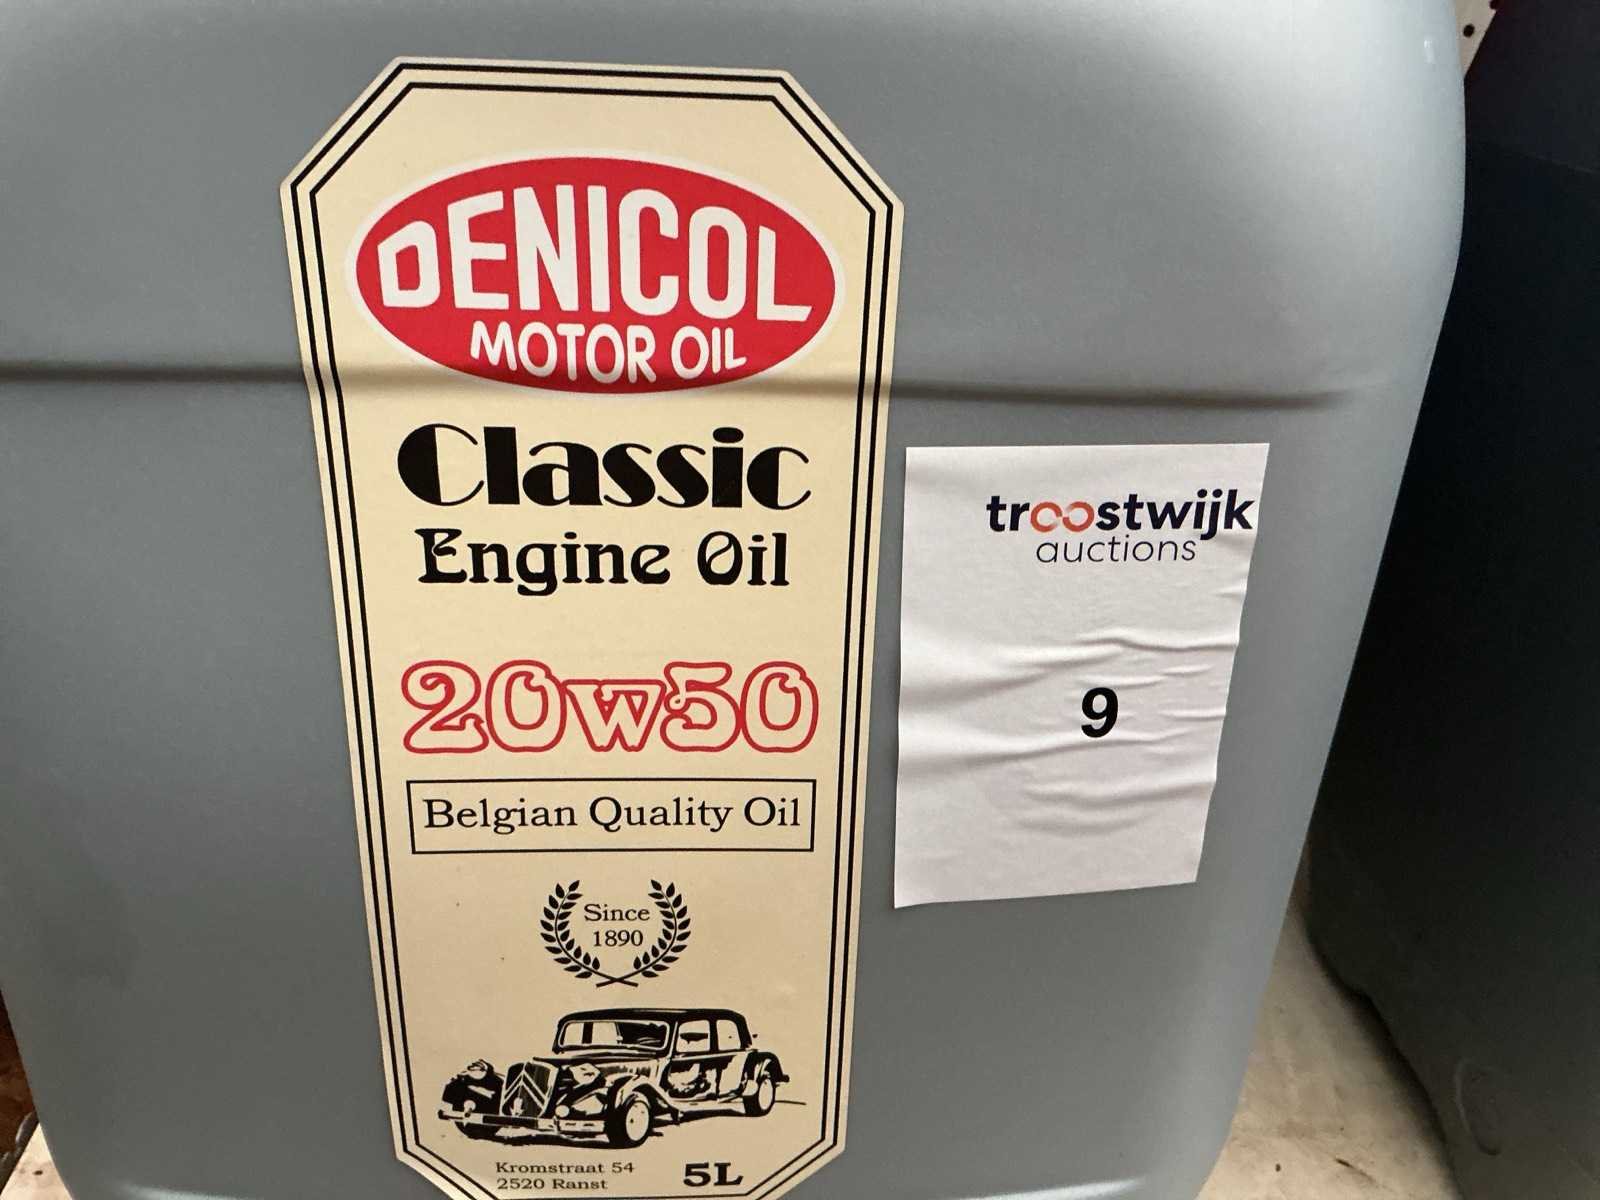 DENICOL
MOTOR OIL
Classic
Engine Oil
20w50
Belgian Quality Oil
Since
1890
Kromstraat 54
2520 Ranst
5L
troostwijk
auctions
9